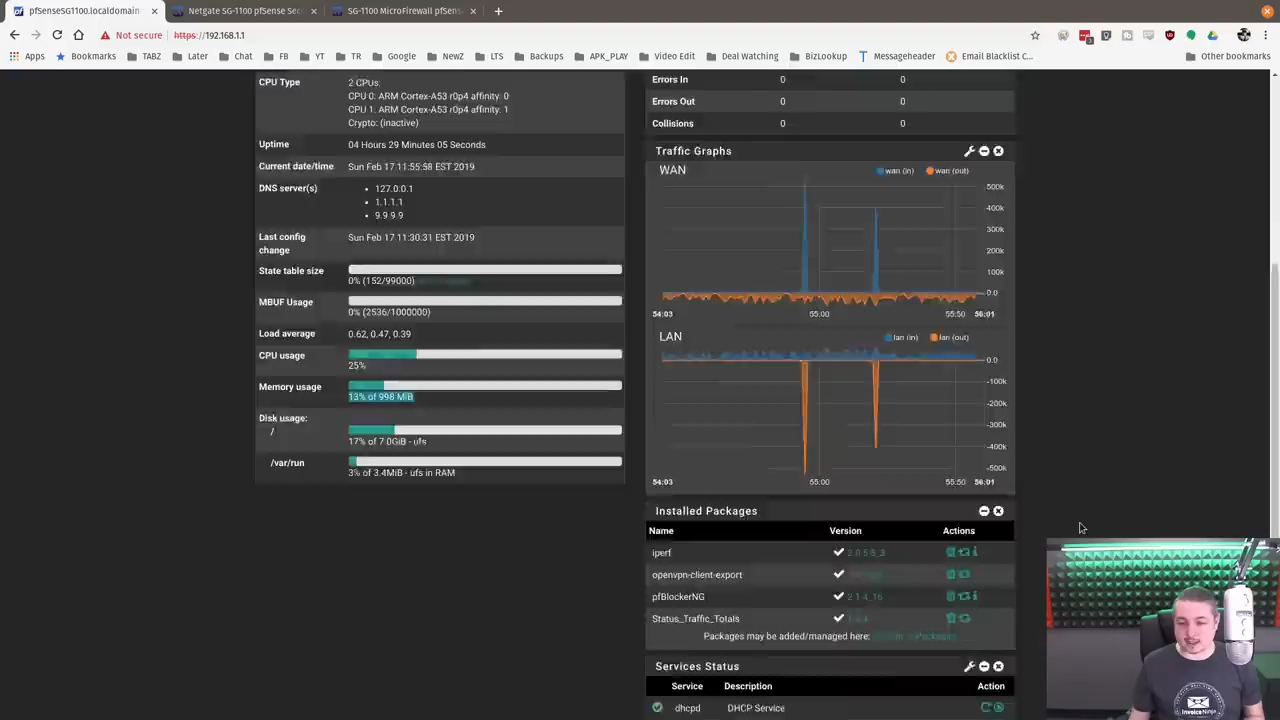 pfSenseSG1100.localdomain
Netgate SG-1100 pfSense Sec
SG-1100 MicroFirewall pfSens
Not secure
https://192.168.1.1
Apps
Bookmarks
TABZ
Later
Chat
FB
YT
TR
Google
NewZ
LTS
Backups
APK_PLAY
Video Edit
Deal Watching
BizLookup
Messageheader
Email Blacklist C...
Other bookmarks
CPU Type
2 CPUs:
CPU 0: ARM Cortex-A53 r0p4 affinity: 0
CPU 1: ARM Cortex-A53 r0p4 affinity: 1
Crypto: (inactive)
Uptime
04 Hours 29 Minutes 05 Seconds
Current date/time
Sun Feb 17 11:55:58 EST 2019
DNS server(s)
127.0.0.1
1.1.1.1
9.9.9.9
Last config
change
Sun Feb 17 11:30:31 EST 2019
State table size
0% (152/99000)
MBUF Usage
0% (2536/1000000)
Load average
0.62, 0.47, 0.39
CPU usage
25%
Memory usage
13% of 998 MiB
Disk usage:
/
17% of 7.0GiB - ufs
/var/run
3% of 3.4MiB - ufs in RAM
Errors In 0 0
Errors Out 0 0
Collisions 0 0
Traffic Graphs
WAN
wan (in) wan (out)
500k
400k
300k
200k
100k
0.0
54:03 55:00 55:50 56:01
LAN
lan (in) lan (out)
0.0
-100k
-200k
-300k
-400k
-500k
54:03 55:00 55:50 56:01
Installed Packages
Name Version Actions
iperf 2.0.5.5_3
openvpn-client-export
pfBlockerNG 2.1.4_16
Status_Traffic_Totals
Packages may be added/managed here:
Services Status
Service Description Action
dhcpd DHCP Service
InvoiceNinja